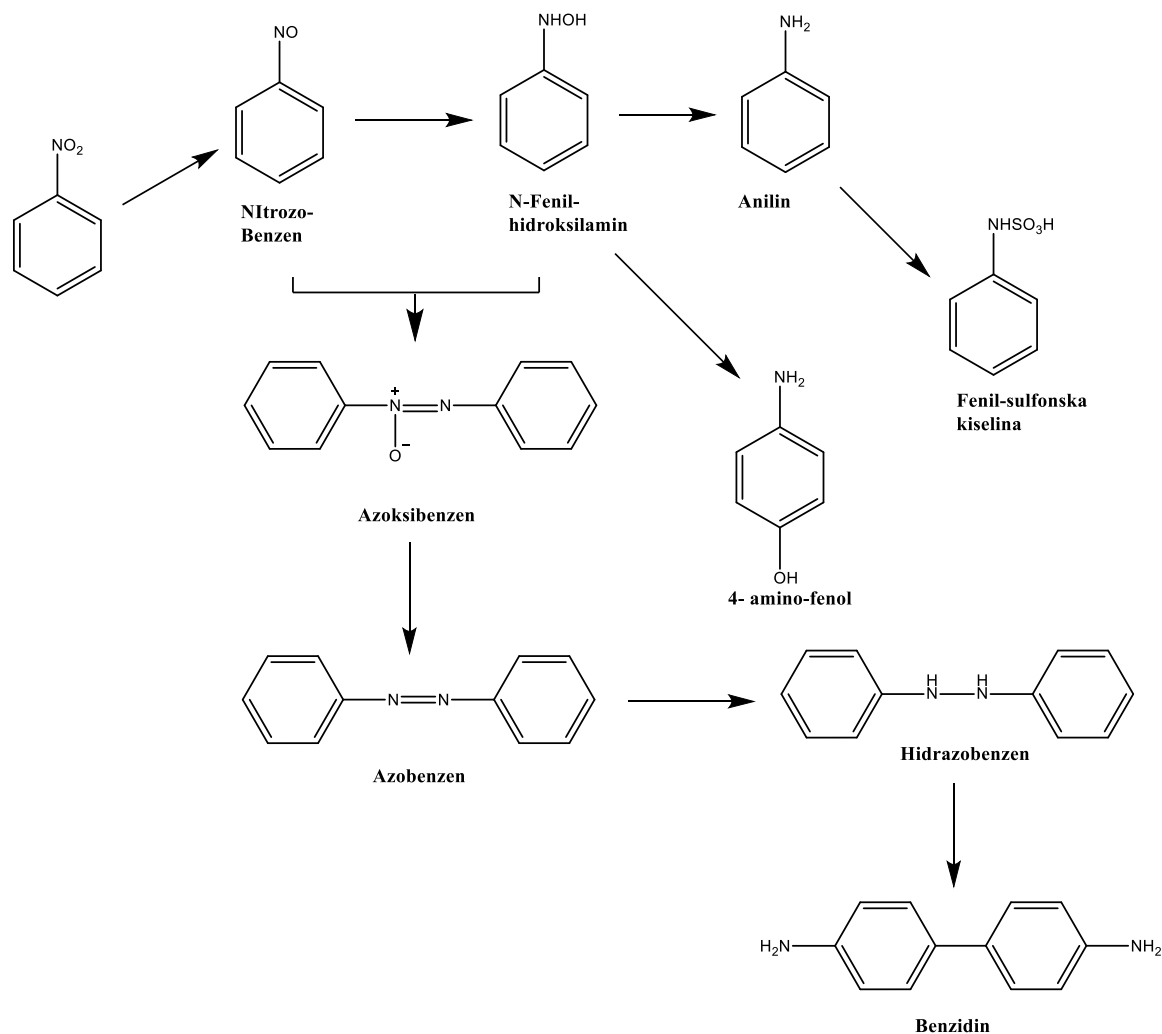 NO
NHOH
NH2
NO2
NItrozo-
Benzen
N-Fenil-
hidroksilamin
Anilin
NHSO3H
Fenil-sulfonska
kiselina
N+
N
O−
Azoksibenzen
NH2
OH
4- amino-fenol
N
N
Azobenzen
H
N
H
N
Hidrazobenzen
H2N
NH2
Benzidin